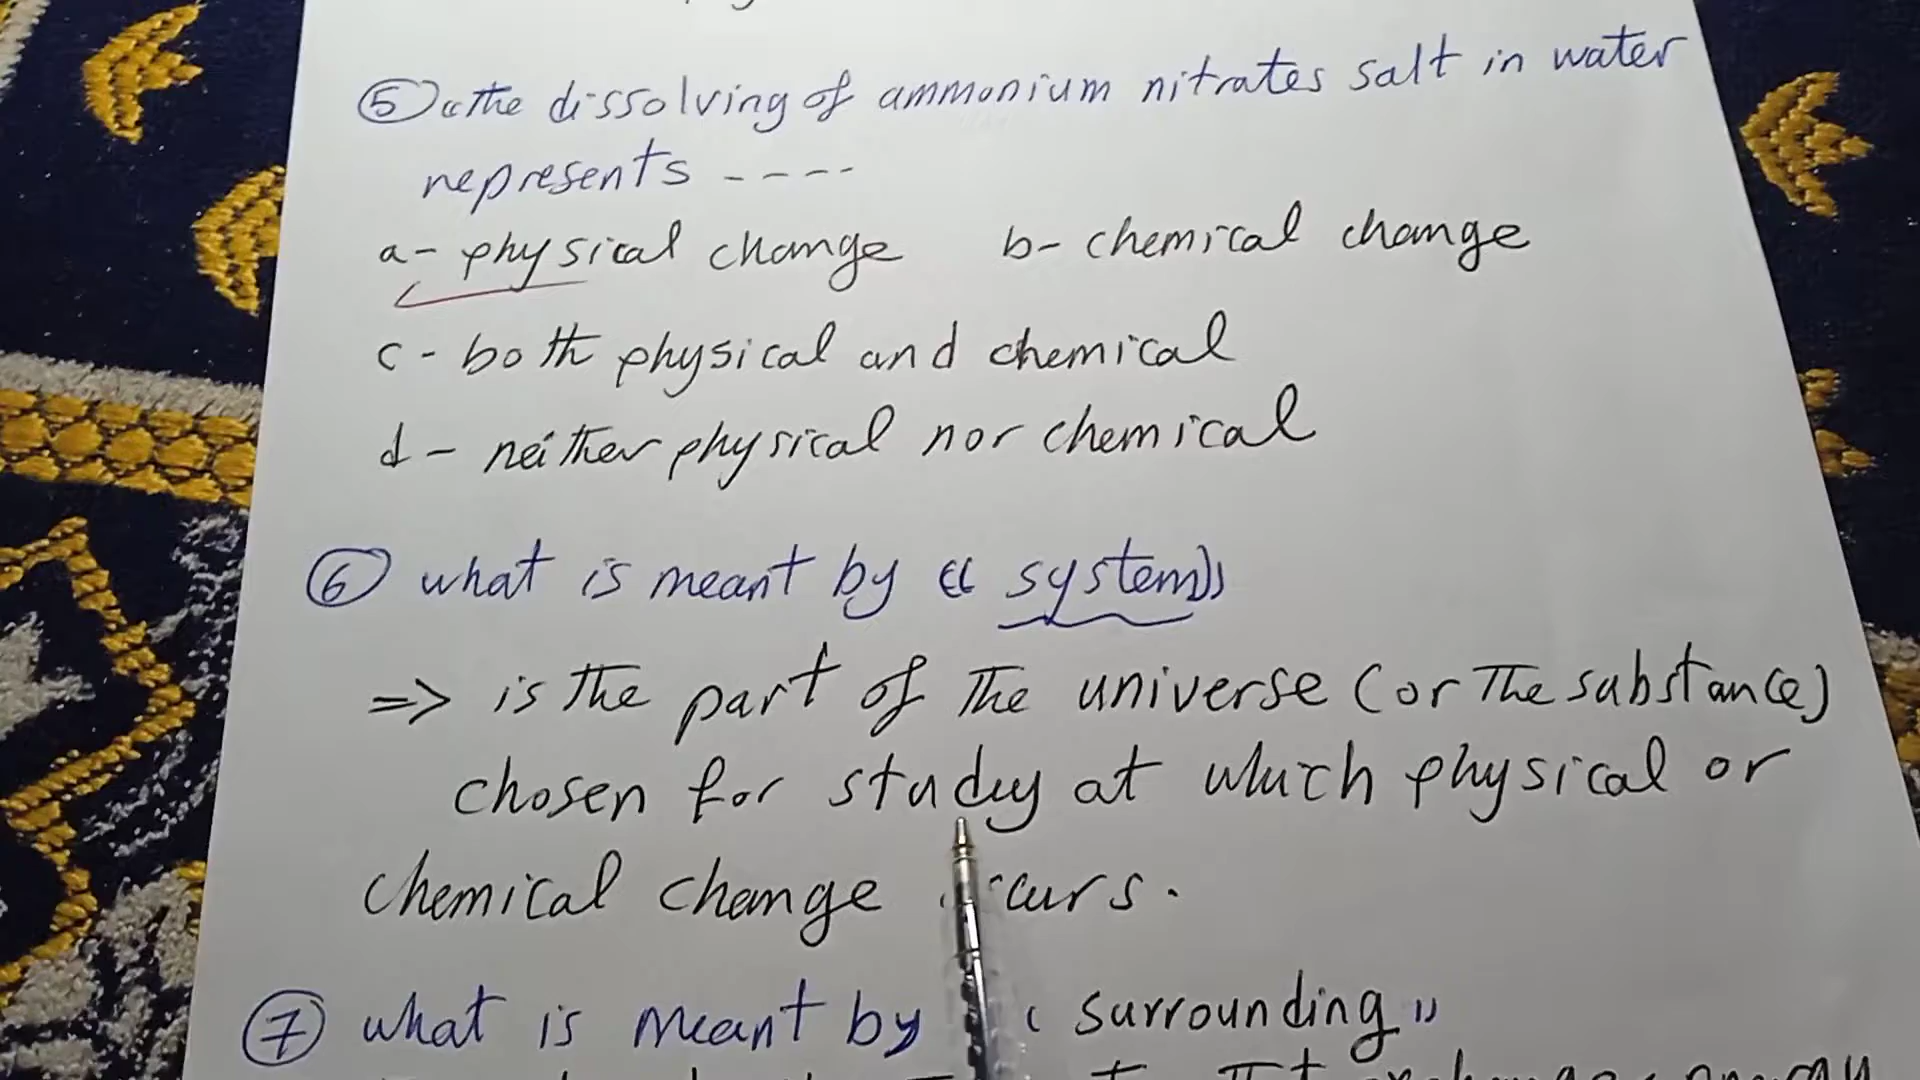 ⑤ "the dissolving of ammonium nitrates salt in water
represents ----
a- physical change b- chemical change
c - both physical and chemical
d - neither physical nor chemical
⑥ what is meant by «system»
=> is the part of the universe (or the substance)
chosen for study at which physical or
chemical change
⑦ what is meant by "surrounding"
exchange energy